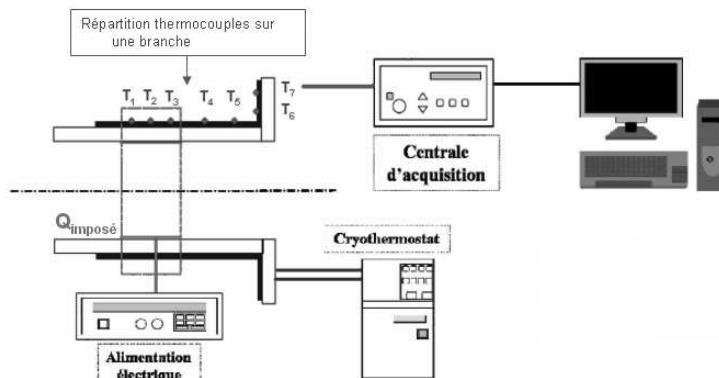 Répartition thermocouples sur
une branche
T1 T2 T3 T4 T5
T7
T6
Centrale
d'acquisition
Qimposé
Cryothermostat
Alimentation
électrique